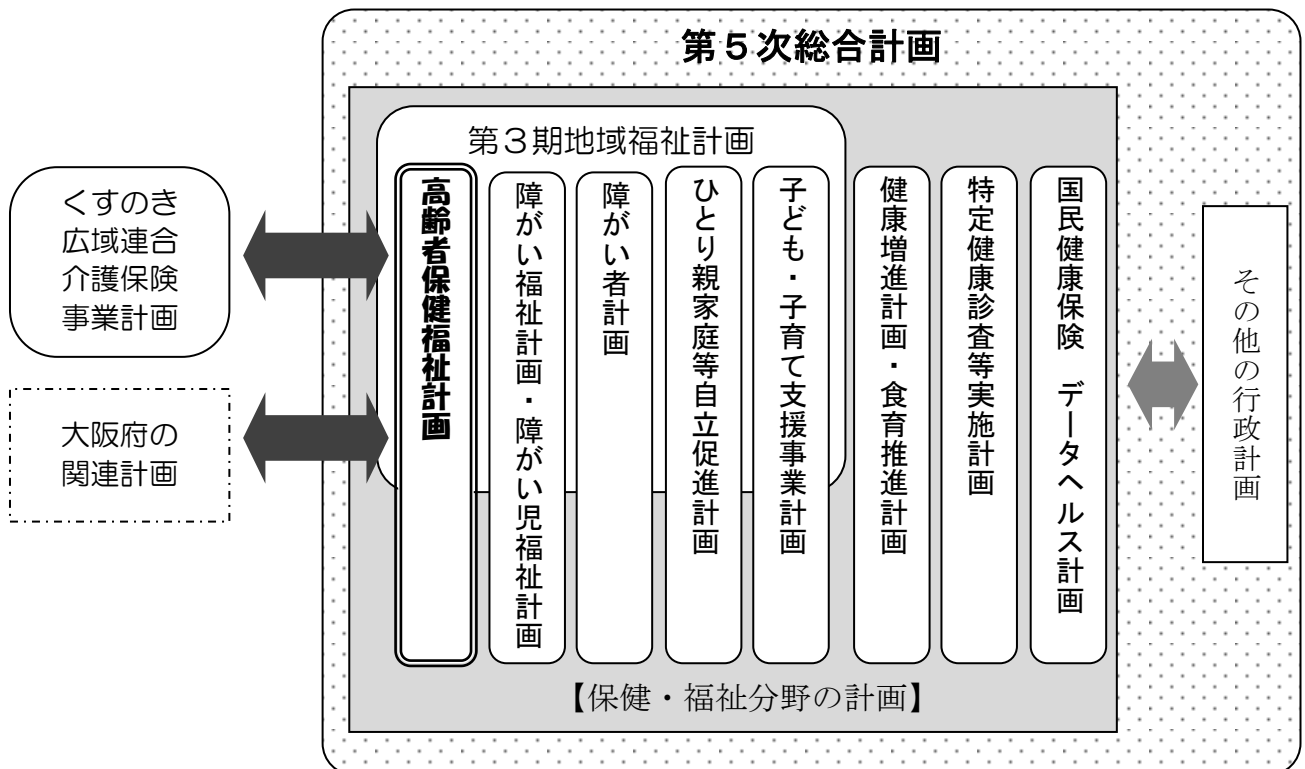 第５次総合計画
第３期地域福祉計画
くすのき
広域連合
介護保険
事業計画
大阪府の
関連計画
高齢者保健福祉計画
障がい福祉計画・障がい児福祉計画
障がい者計画
ひとり親家庭等自立促進計画
子ども・子育て支援事業計画
健康増進計画・食育推進計画
特定健康診査等実施計画
国民健康保険　データヘルス計画
その他の行政計画
【保健・福祉分野の計画】